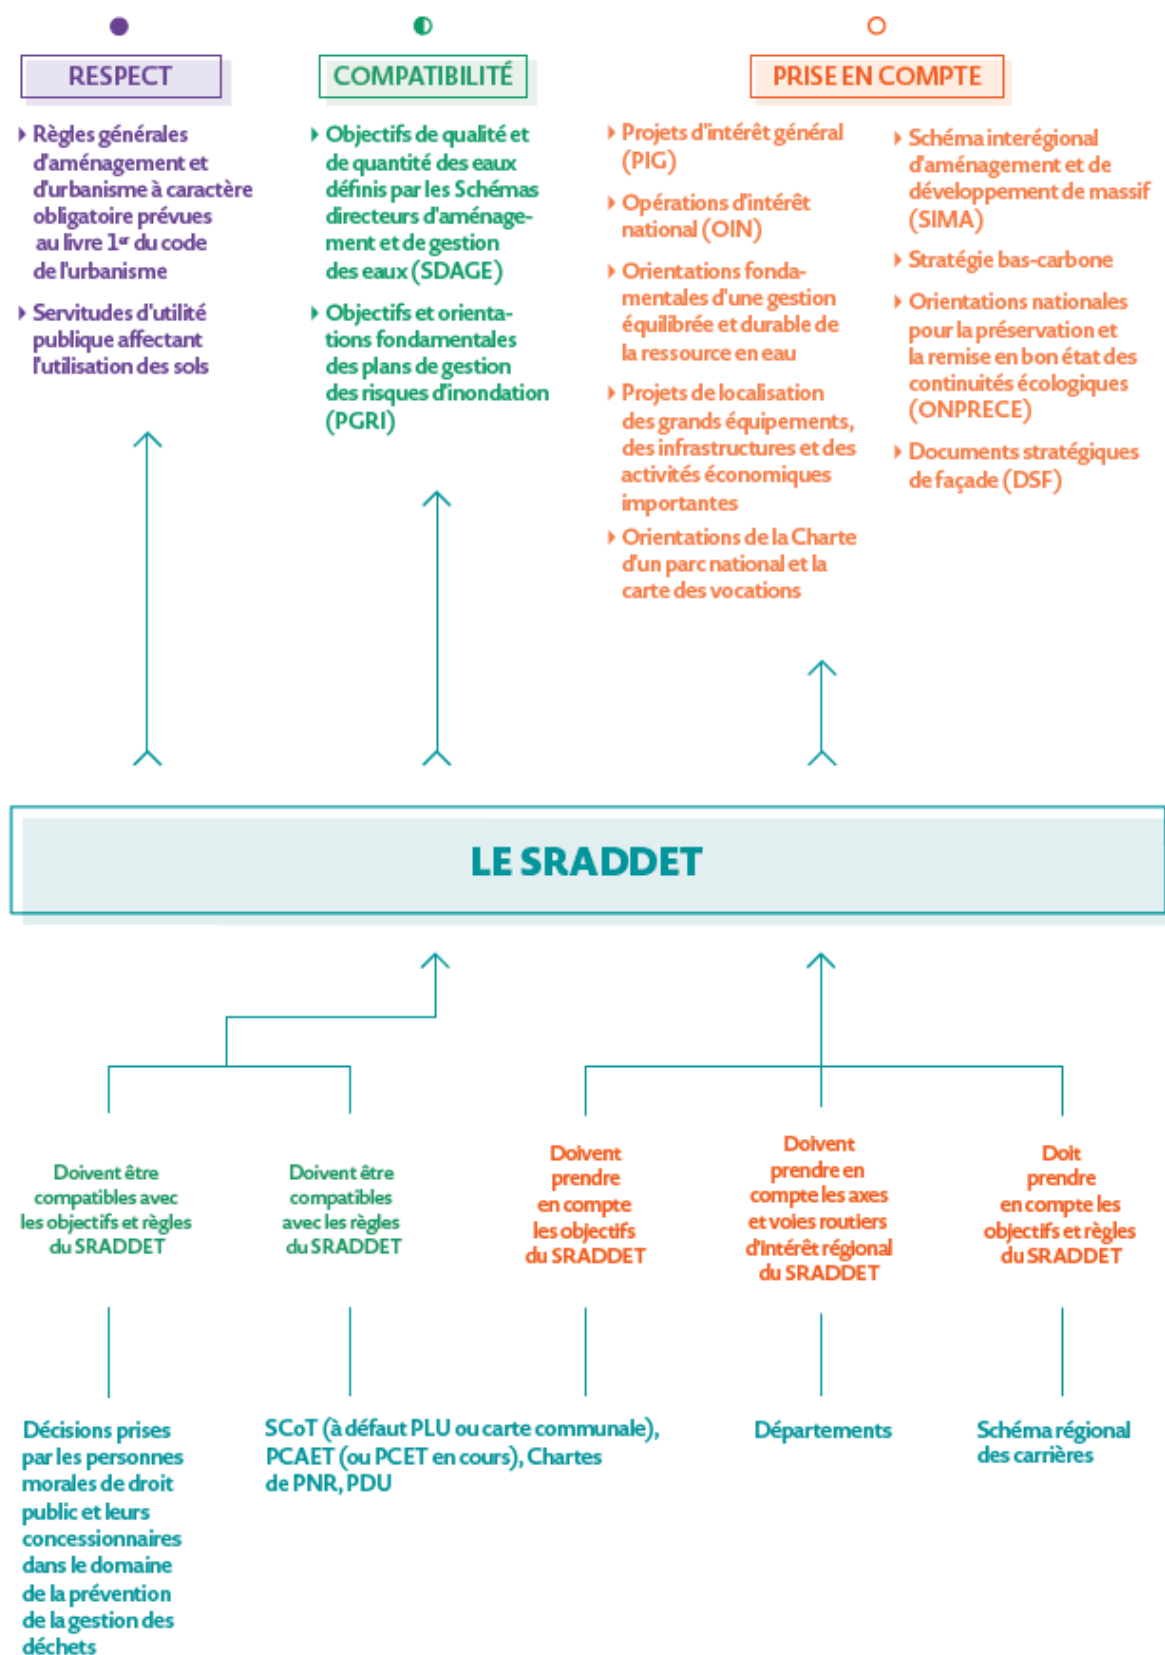 RESPECT
Règles générales
d'aménagement et
d'urbanisme à caractère
obligatoire prévues
au livre 1er du code
de l'urbanisme
Servitudes d'utilité
publique affectant
l'utilisation des sols
COMPATIBILITÉ
Objectifs de qualité et
de quantité des eaux
définis par les Schémas
directeurs d'aménage-
ment et de gestion
des eaux (SDAGE)
Objectifs et orienta-
tions fondamentales
des plans de gestion
des risques d'inondation
(PGRI)
PRISE EN COMPTE
Projets d'intérêt général
(PIG)
Opérations d'intérêt
national (OIN)
Orientations fonda-
mentales d'une gestion
équilibrée et durable de
la ressource en eau
Projets de localisation
des grands équipements,
des infrastructures et des
activités économiques
importantes
Orientations de la Charte
d'un parc national et la
carte des vocations
Schéma interégional
d'aménagement et de
développement de massif
(SIMA)
Stratégie bas-carbone
Orientations nationales
pour la préservation et
la remise en bon état des
continuités écologiques
(ONPRECE)
Documents stratégiques
de façade (DSF)
LE SRADDET
Doivent être
compatibles avec
les objectifs et règles
du SRADDET
Doivent être
compatibles
avec les règles
du SRADDET
Doivent
prendre
en compte
les objectifs
du SRADDET
Doivent
prendre en
compte les axes
et voies routiers
d'intérêt régional
du SRADDET
Doit
prendre
en compte les
objectifs et règles
du SRADDET
Décisions prises
par les personnes
morales de droit
public et leurs
concessionnaires
dans le domaine
de la prévention
de la gestion des
déchets
SCoT (à défaut PLU ou carte communale),
PCAET (ou PCET en cours), Chartes
de PNR, PDU
Départements
Schéma régional
des carrières